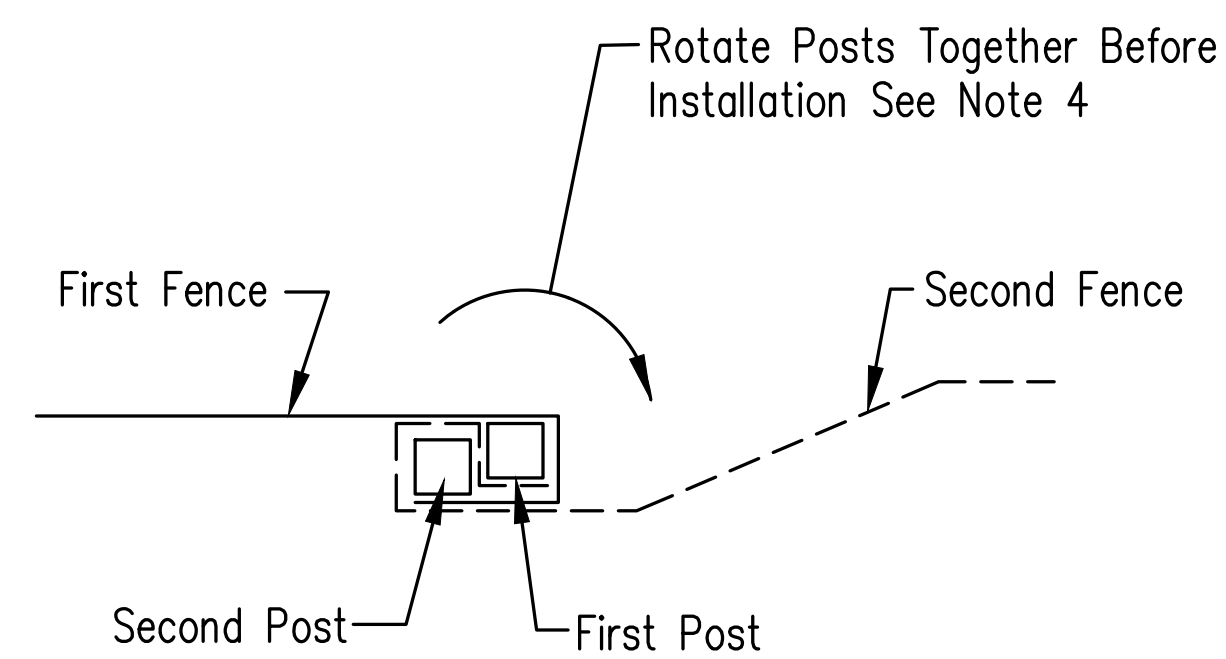 Rotate Posts Together Before
Installation See Note 4
First Fence
Second Fence
Second Post
First Post